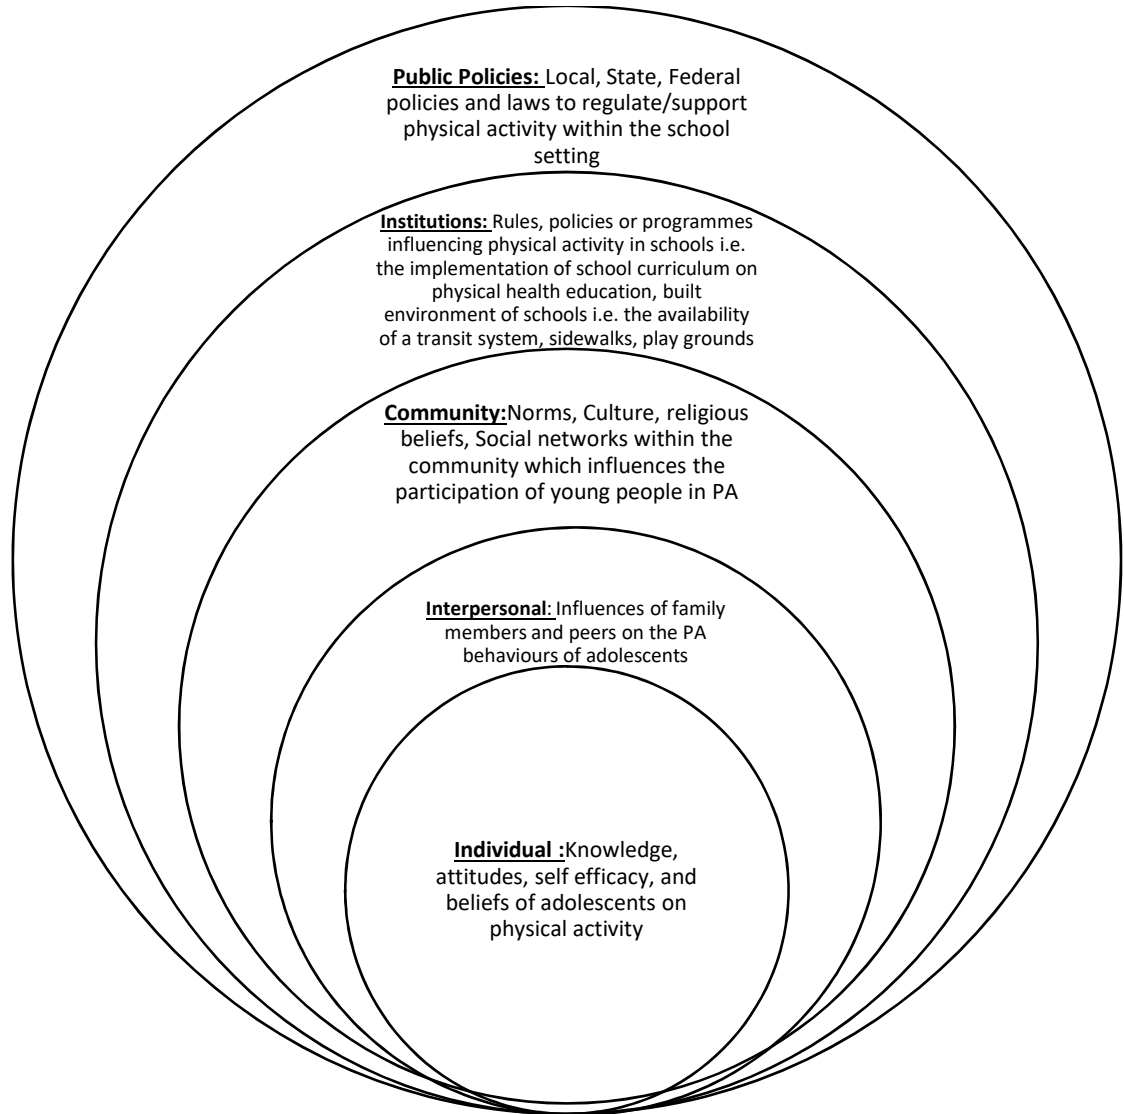 Public Policies: Local, State, Federal
policies and laws to regulate/support
physical activity within the school
setting
Institutions: Rules, policies or programmes
influencing physical activity in schools i.e.
the implementation of school curriculum on
physical health education, built
environment of schools i.e. the availability
of a transit system, sidewalks, play grounds
Community:Norms, Culture, religious
beliefs, Social networks within the
community which influences the
participation of young people in PA
Interpersonal: Influences of family
members and peers on the PA
behaviours of adolescents
Individual :Knowledge,
attitudes, self efficacy, and
beliefs of adolescents on
physical activity